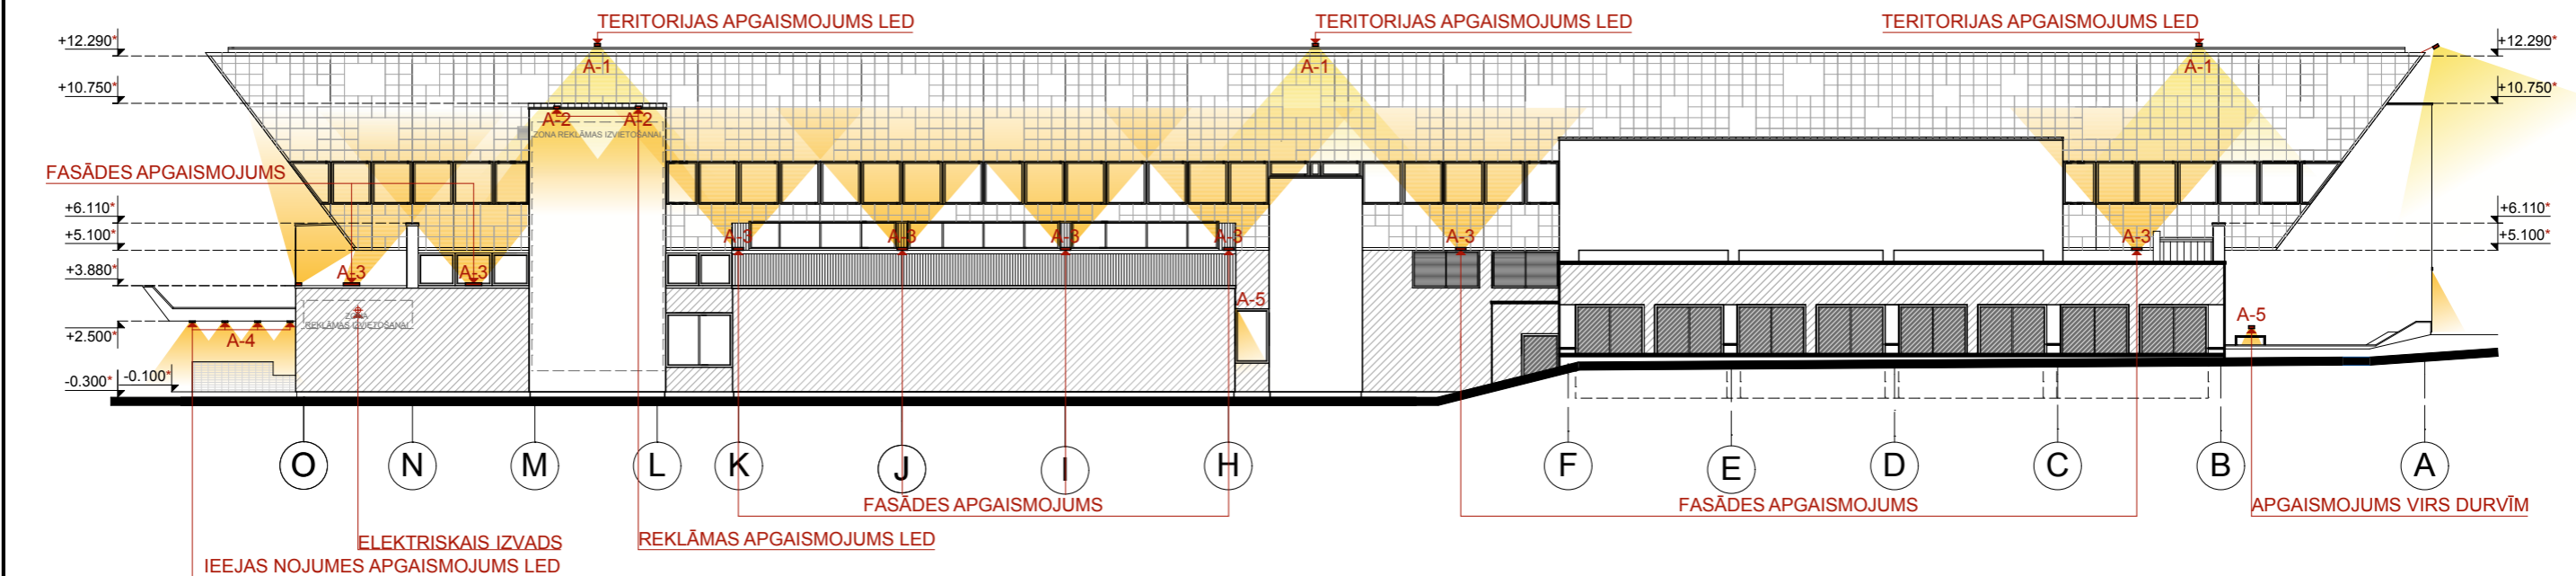 TERITORIJAS APGAISMOJUMS LED TERITORIJAS APGAISMOJUMS LED TERITORIJAS APGAISMOJUMS LED
+12.290* +12.290*
A-1 A-1 A-1
+10.750* +10.750*
A-2 A-2
ZONA REKLĀMAS IZVIETOŠANAI
FASĀDES APGAISMOJUMS
+6.110* +6.110*
+5.100* +5.100*
A-3 A-3 A-3 A-3 A-3 A-3
+3.880*
A-3 A-3
A-5
ZONA
REKLĀMAS IZVIETOŠANAI
A-5
+2.500*
A-4
-0.300* -0.100*
O N M L K J I H F E D C B A
FASĀDES APGAISMOJUMS FASĀDES APGAISMOJUMS APGAISMOJUMS VIRS DURVĪM
ELEKTRISKAIS IZVADS REKLĀMAS APGAISMOJUMS LED
IEEJAS NOJUMES APGAISMOJUMS LED